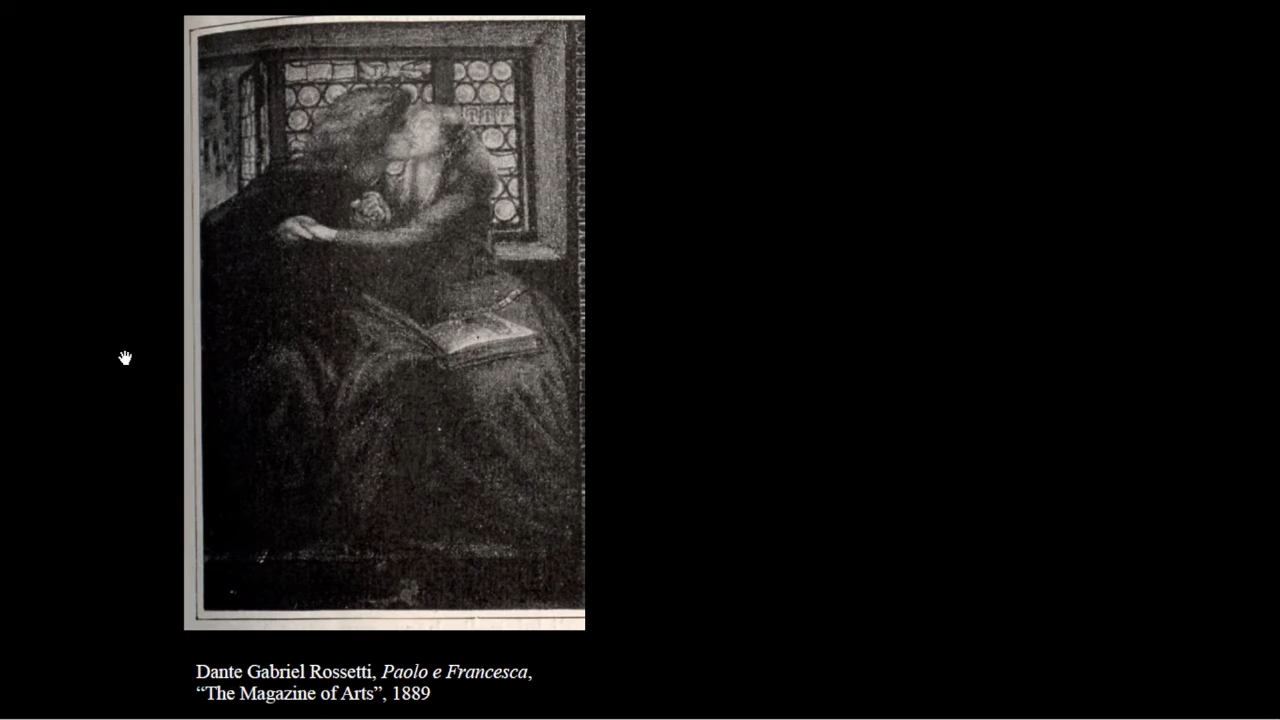 Dante Gabriel Rossetti, Paolo e Francesca,
“The Magazine of Arts”, 1889